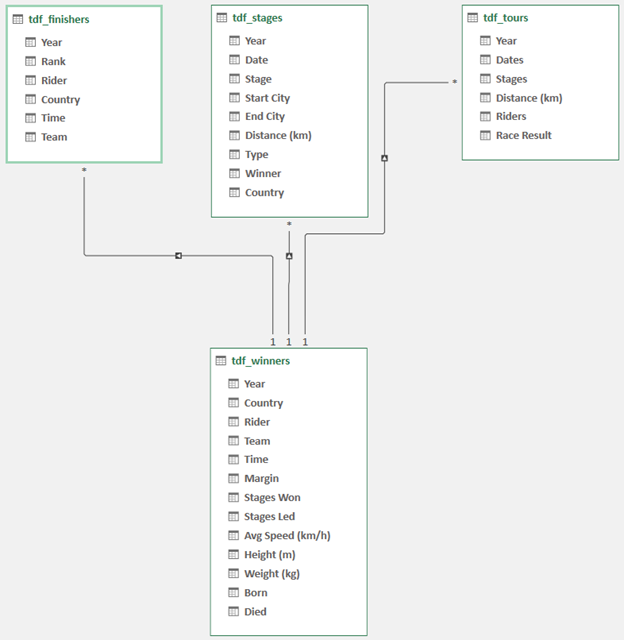 tdf_finishers
Year
Rank
Rider
Country
Time
Team
*
tdf_stages
Year
Date
Stage
Start City
End City
Distance (km)
Type
Winner
Country
*
tdf_tours
Year
Dates
Stages
Distance (km)
Riders
Race Result
*
1 1 1
tdf_winners
Year
Country
Rider
Team
Time
Margin
Stages Won
Stages Led
Avg Speed (km/h)
Height (m)
Weight (kg)
Born
Died